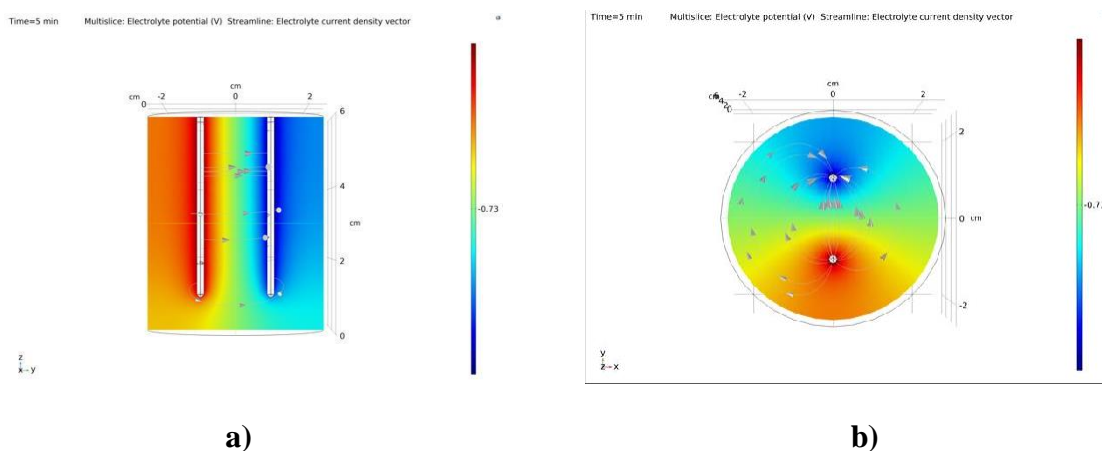 Time=5 min Multislice: Electrolyte potential (V) Streamline: Electrolyte current density vector
cm -2 0 2
cm
0
6
4
cm
2
0
-0.73
z
x y
a)
Time=5 min Multislice: Electrolyte potential (V) Streamline: Electrolyte current density vector
cm
-2 0 2
2
0 cm
-2
-0.7
y
z x
b)